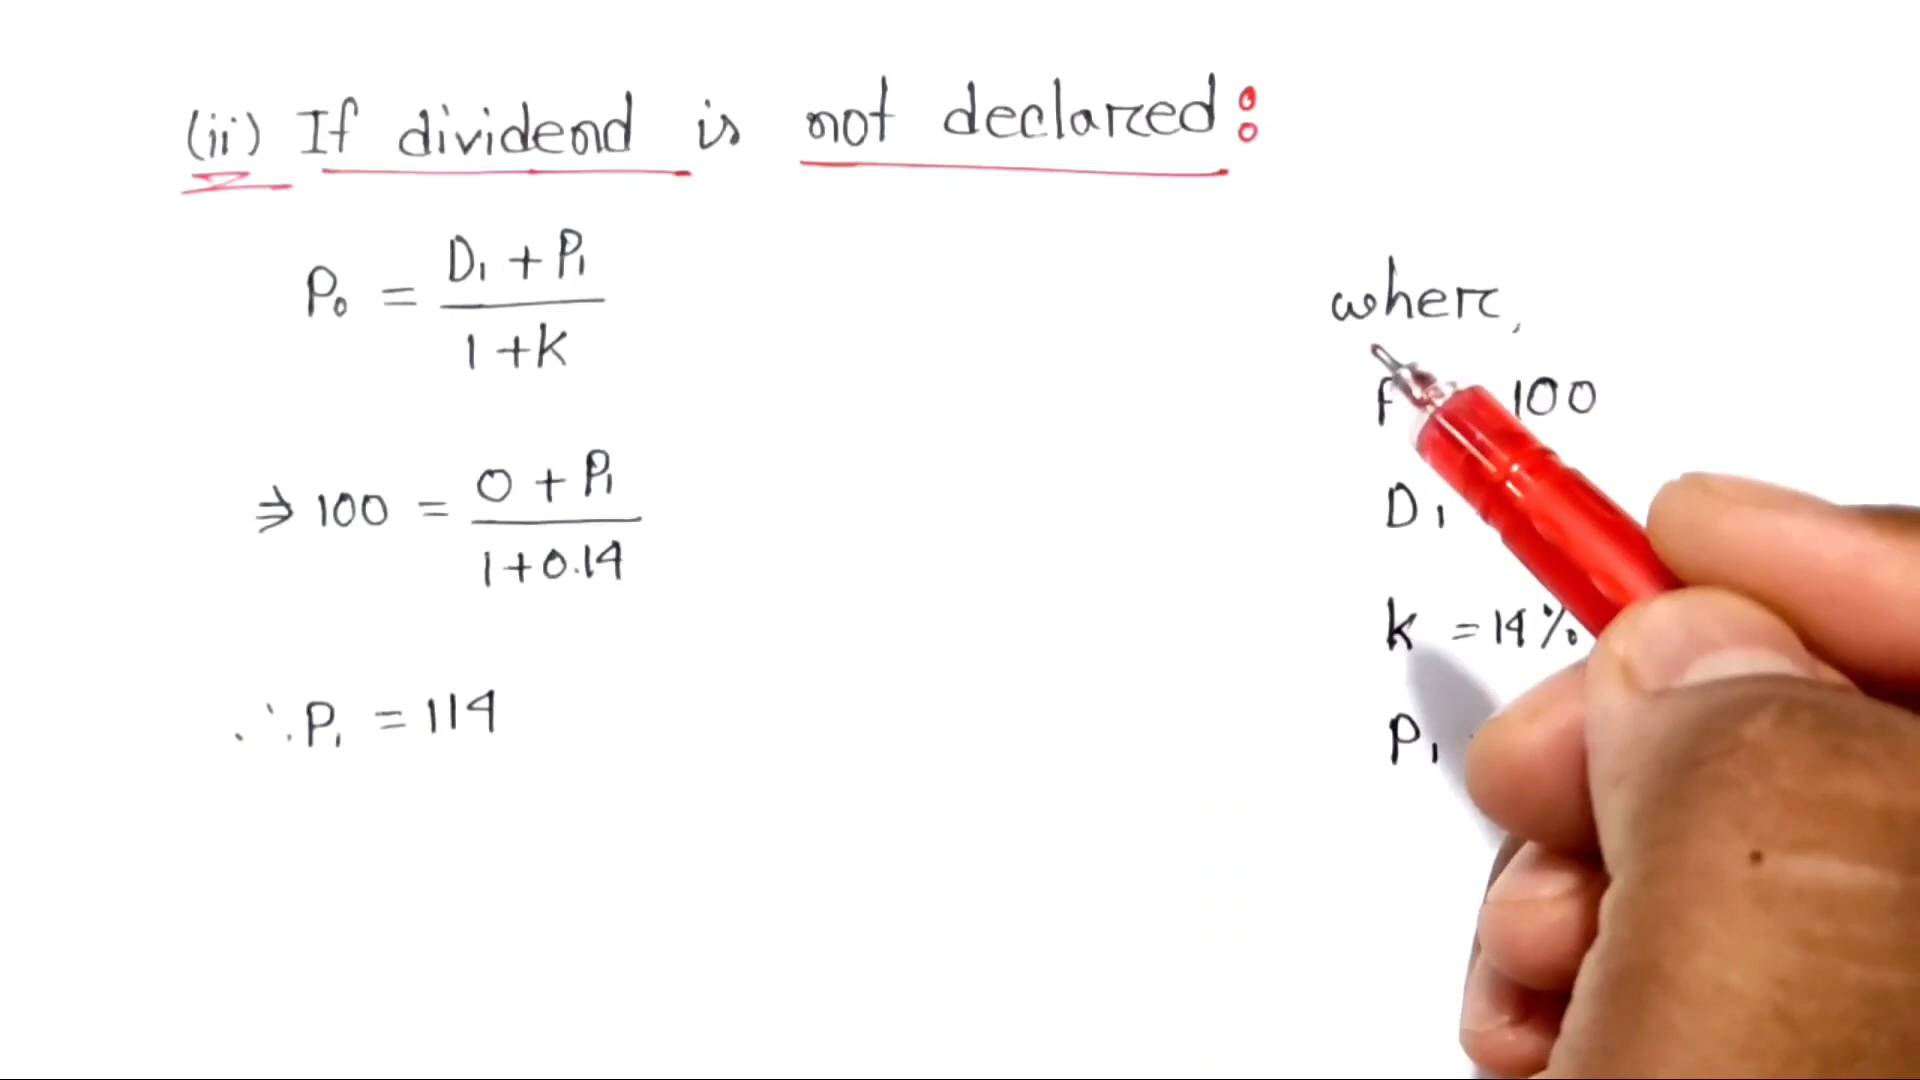 (ii) If dividend is not declared:
P₀ = (D₁ + P₁) / (1 + K)
⇒ 100 = (0 + P₁) / (1 + 0.14)
∴ P₁ = 114
where,
100
D₁
k = 14%
P₁